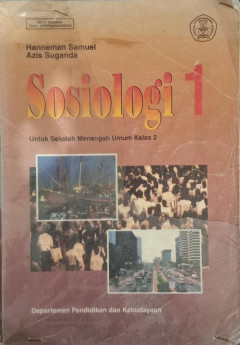 Hanneman Samuel
Azis Suganda
Sosiologi 1
Untuk Sekolah Menengah Umum Kelas 2
Departemen Pendidikan dan Kebudayaan